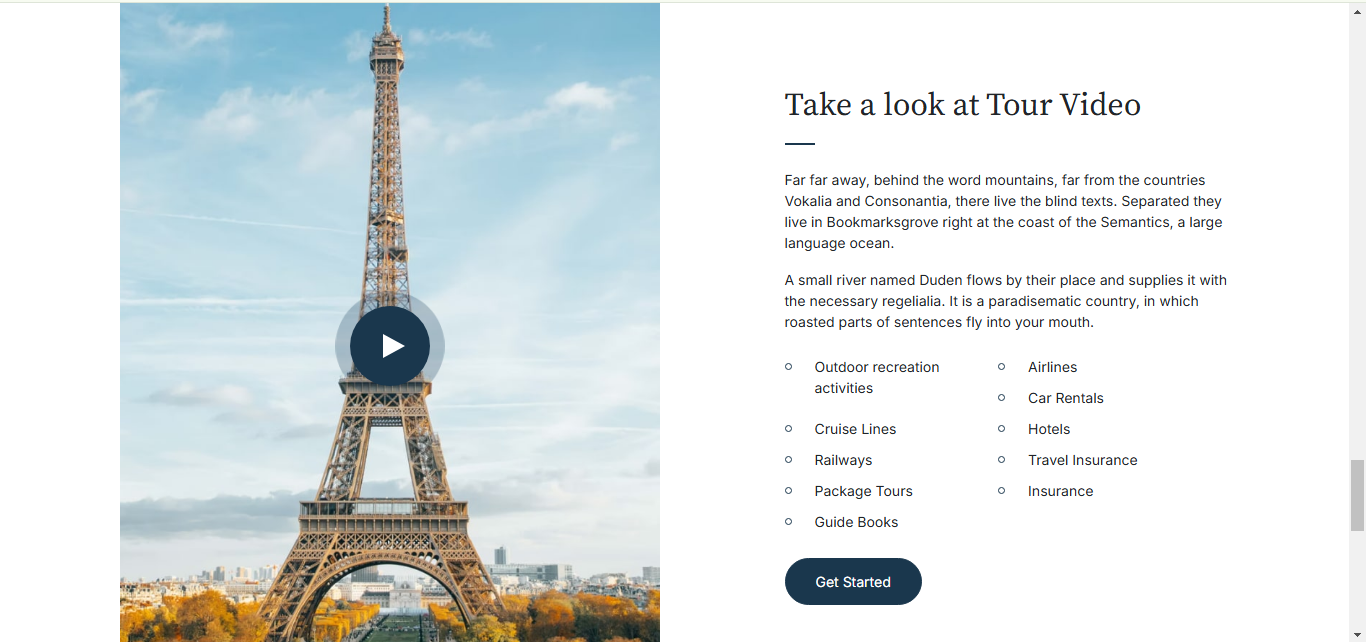 Take a look at Tour Video
Far far away, behind the word mountains, far from the countries
Vokalia and Consonantia, there live the blind texts. Separated they
live in Bookmarksgrove right at the coast of the Semantics, a large
language ocean.
A small river named Duden flows by their place and supplies it with
the necessary regelialia. It is a paradisematic country, in which
roasted parts of sentences fly into your mouth.
Outdoor recreation
activities
Cruise Lines
Railways
Package Tours
Guide Books
Airlines
Car Rentals
Hotels
Travel Insurance
Insurance
Get Started